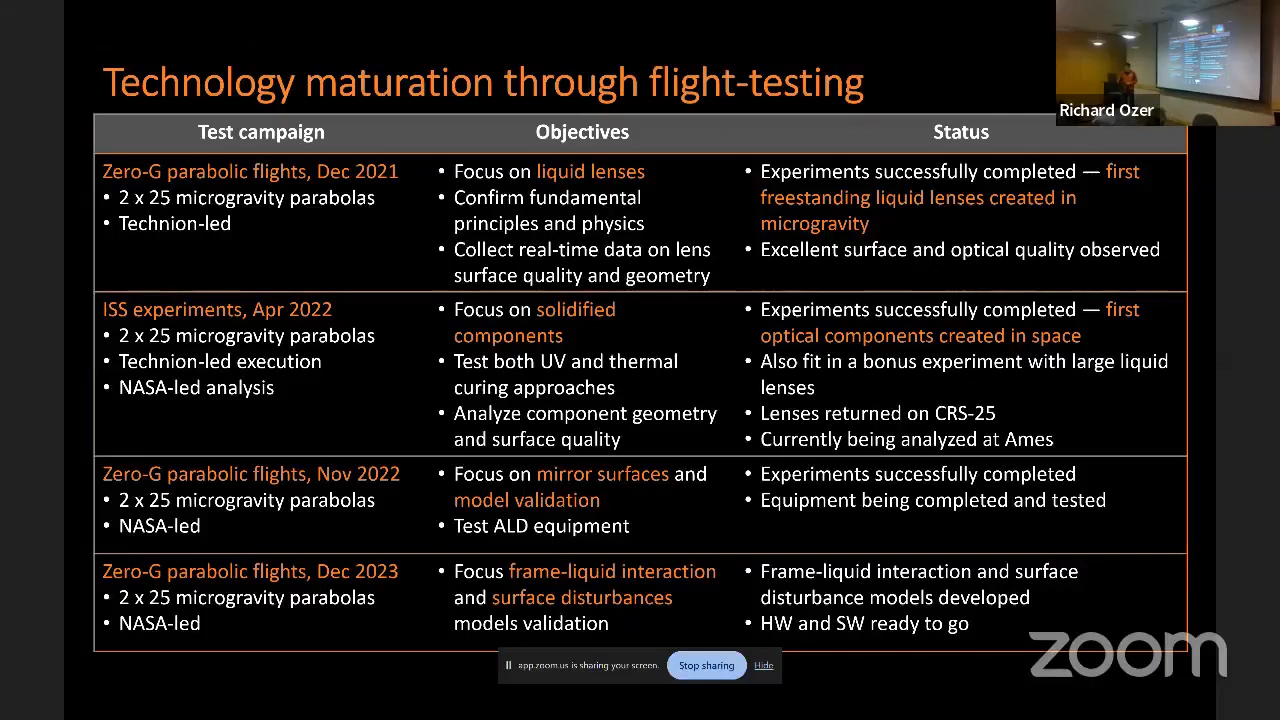 Technology maturation through flight-testing
Richard Ozer
Test campaign
Objectives
Status
Zero-G parabolic flights, Dec 2021
• 2 x 25 microgravity parabolas
• Technion-led
• Focus on liquid lenses
• Confirm fundamental
principles and physics
• Collect real-time data on lens
surface quality and geometry
• Experiments successfully completed — first
freestanding liquid lenses created in
microgravity
• Excellent surface and optical quality observed
ISS experiments, Apr 2022
• 2 x 25 microgravity parabolas
• Technion-led execution
• NASA-led analysis
• Focus on solidified
components
• Test both UV and thermal
curing approaches
• Analyze component geometry
and surface quality
• Experiments successfully completed — first
optical components created in space
• Also fit in a bonus experiment with large liquid
lenses
• Lenses returned on CRS-25
• Currently being analyzed at Ames
Zero-G parabolic flights, Nov 2022
• 2 x 25 microgravity parabolas
• NASA-led
• Focus on mirror surfaces and
model validation
• Test ALD equipment
• Experiments successfully completed
• Equipment being completed and tested
Zero-G parabolic flights, Dec 2023
• 2 x 25 microgravity parabolas
• NASA-led
• Focus frame-liquid interaction
and surface disturbances
models validation
• Frame-liquid interaction and surface
disturbance models developed
• HW and SW ready to go
app.zoom.us is sharing your screen.
Stop sharing
Hide
zoom